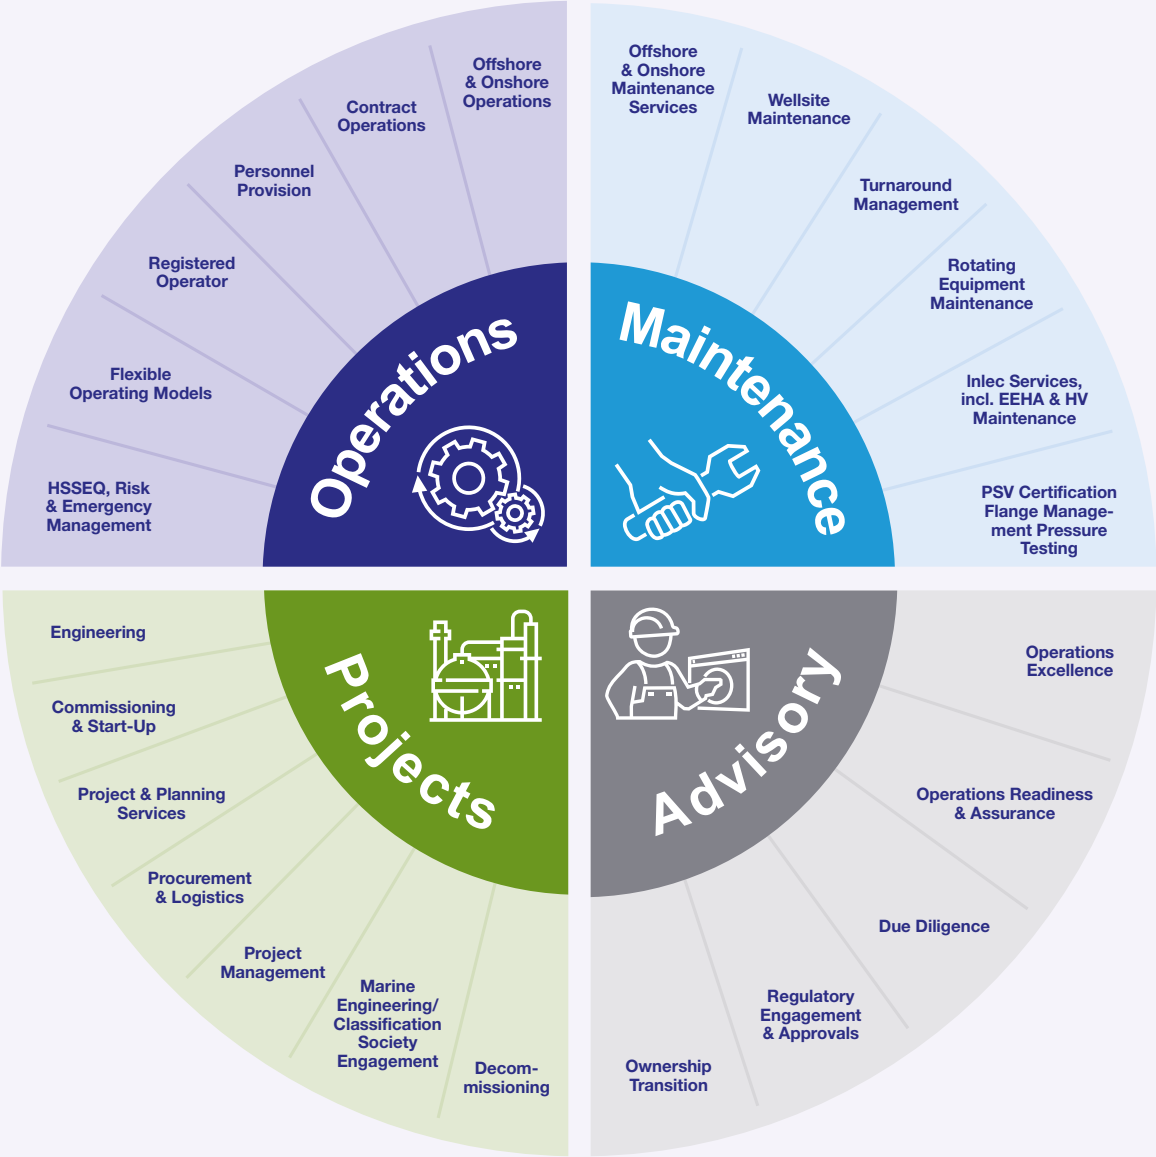 Offshore
& Onshore
Operations
Contract
Operations
Personnel
Provision
Registered
Operator
Flexible
Operating Models
HSSEQ, Risk
& Emergency
Management
Operations
Offshore
& Onshore
Maintenance
Services
Wellsite
Maintenance
Turnaround
Management
Rotating
Equipment
Maintenance
Inlec Services,
incl. EEHA & HV
Maintenance
PSV Certification
Flange Manage-
ment Pressure
Testing
Maintenance
Engineering
Commissioning
& Start-Up
Project & Planning
Services
Procurement
& Logistics
Project
Management
Marine
Engineering/
Classification
Society
Engagement
Decom-
missioning
Projects
Operations
Excellence
Operations Readiness
& Assurance
Due Diligence
Regulatory
Engagement
& Approvals
Ownership
Transition
Advisory